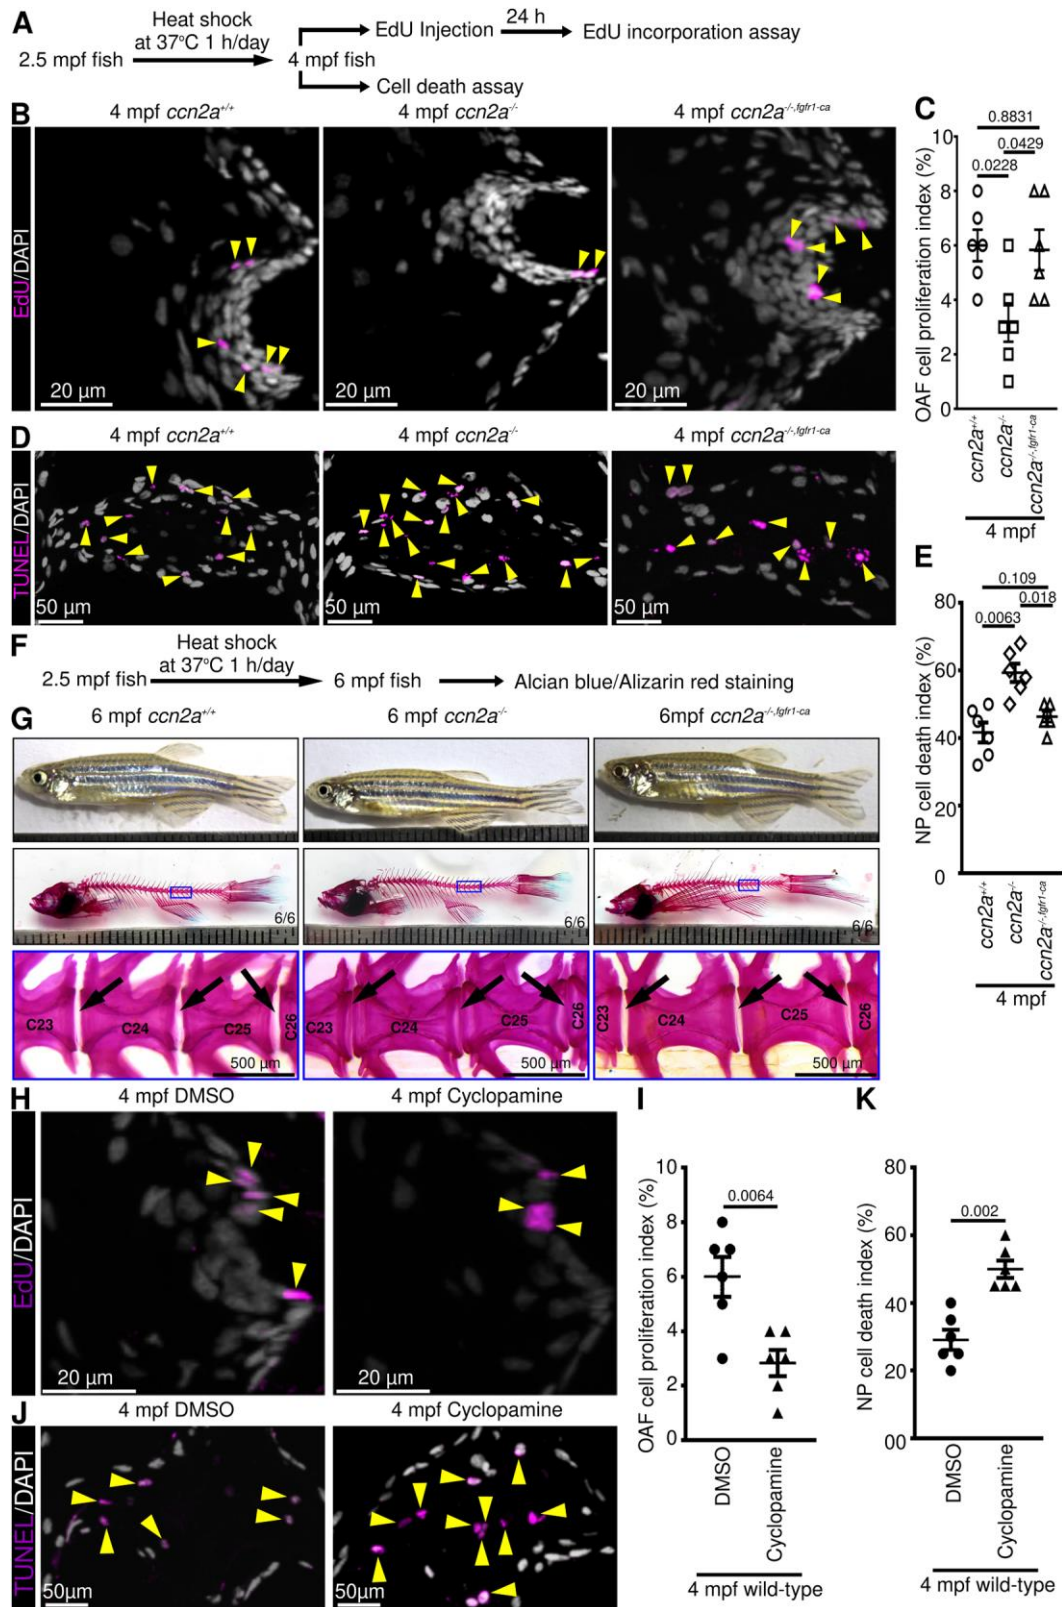 A
2.5 mpf fish
Heat shock
at 37°C 1 h/day
4 mpf fish
EdU Injection
24 h
EdU incorporation assay
Cell death assay
B
4 mpf ccn2a+/+
4 mpf ccn2a-/-
4 mpf ccn2a-/-,fgfr1-ca
EdU/DAPI
20 µm
20 µm
20 µm
C
OAF cell proliferation index (%)
10
8
6
4
2
0
0.8831
0.0429
0.0228
ccn2a+/+
ccn2a-/-
ccn2a-/-,fgfr1-ca
4 mpf
D
4 mpf ccn2a+/+
4 mpf ccn2a-/-
4 mpf ccn2a-/-,fgfr1-ca
TUNEL/DAPI
50 µm
50 µm
50 µm
E
NP cell death index (%)
80
60
40
20
0
0.109
0.018
0.0063
ccn2a+/+
ccn2a-/-
ccn2a-/-,fgfr1-ca
4 mpf
F
2.5 mpf fish
Heat shock
at 37°C 1 h/day
6 mpf fish
Alcian blue/Alizarin red staining
G
6 mpf ccn2a+/+
6 mpf ccn2a-/-
6mpf ccn2a-/-,fgfr1-ca
6/6
6/6
6/6
C23
C24
C25
C26
500 µm
C23
C24
C25
C26
500 µm
C23
C24
C25
C26
500 µm
H
4 mpf DMSO
4 mpf Cyclopamine
EdU/DAPI
20 µm
20 µm
I
OAF cell proliferation index (%)
10
8
6
4
2
0
0.0064
DMSO
Cyclopamine
4 mpf wild-type
J
4 mpf DMSO
4 mpf Cyclopamine
TUNEL/DAPI
50µm
50µm
K
NP cell death index (%)
80
60
40
20
00
0.002
DMSO
Cyclopamine
4 mpf wild-type